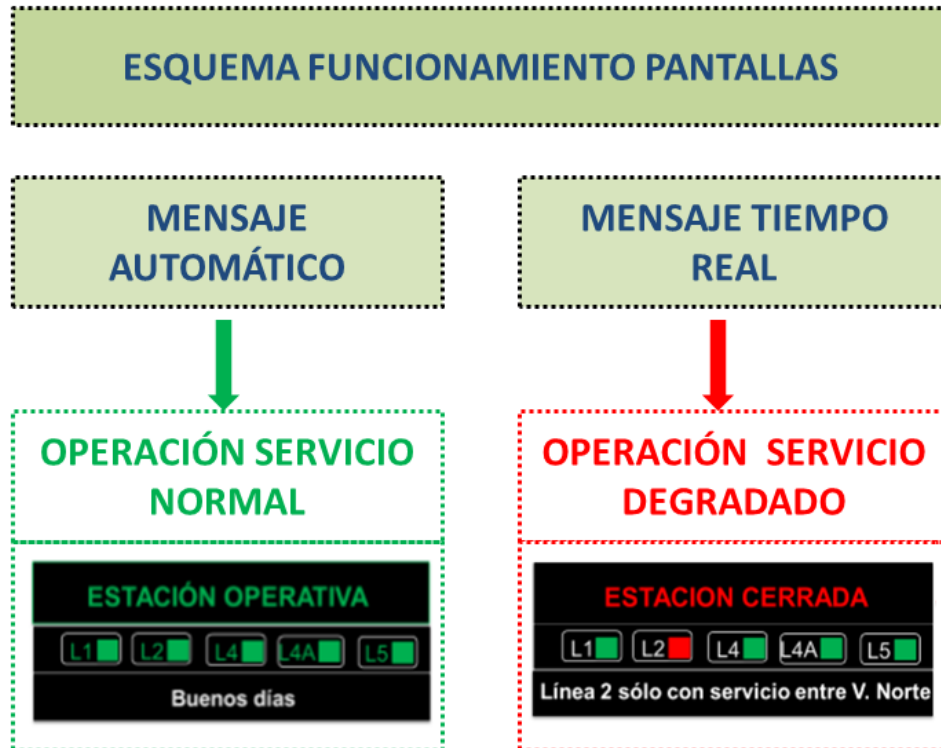 ESQUEMA FUNCIONAMIENTO PANTALLAS
MENSAJE
AUTOMÁTICO
MENSAJE TIEMPO
REAL
OPERACIÓN SERVICIO
NORMAL
OPERACIÓN SERVICIO
DEGRADADO
ESTACIÓN OPERATIVA
L1 L2 L4 L4A L5
Buenos días
ESTACION CERRADA
L1 L2 L4 L4A L5
Línea 2 sólo con servicio entre V. Norte